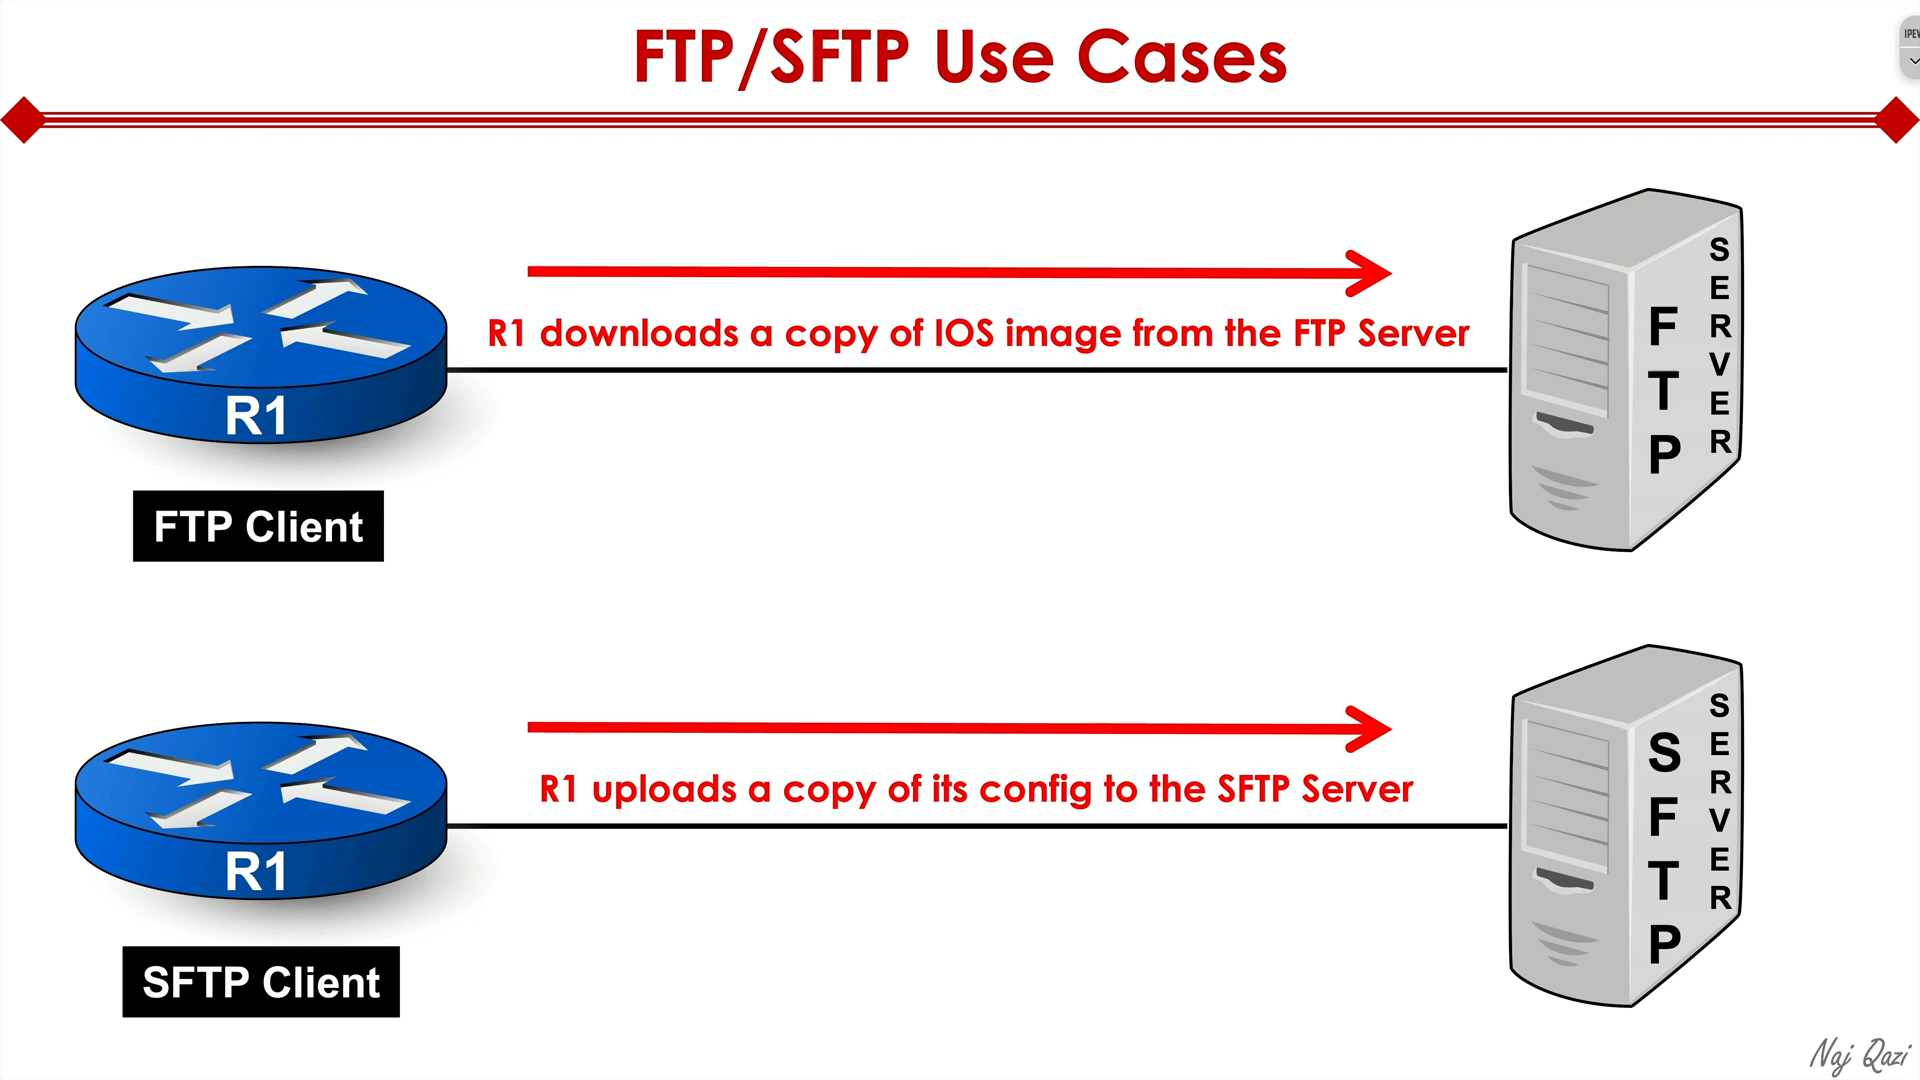 FTP/SFTP Use Cases
R1 downloads a copy of IOS image from the FTP Server
R1
FTP Client
FTP
SERVER
R1 uploads a copy of its config to the SFTP Server
R1
SFTP Client
SFTP
SERVER
Naj Qazi